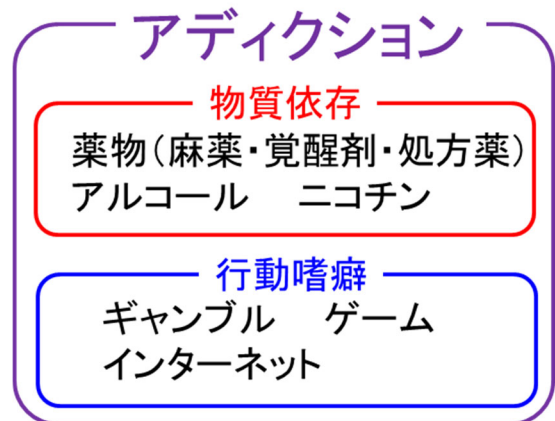 アディクション
物質依存
薬物(麻薬・覚醒剤・処方薬)
アルコール　ニコチン
行動嗜癖
ギャンブル　ゲーム
インターネット